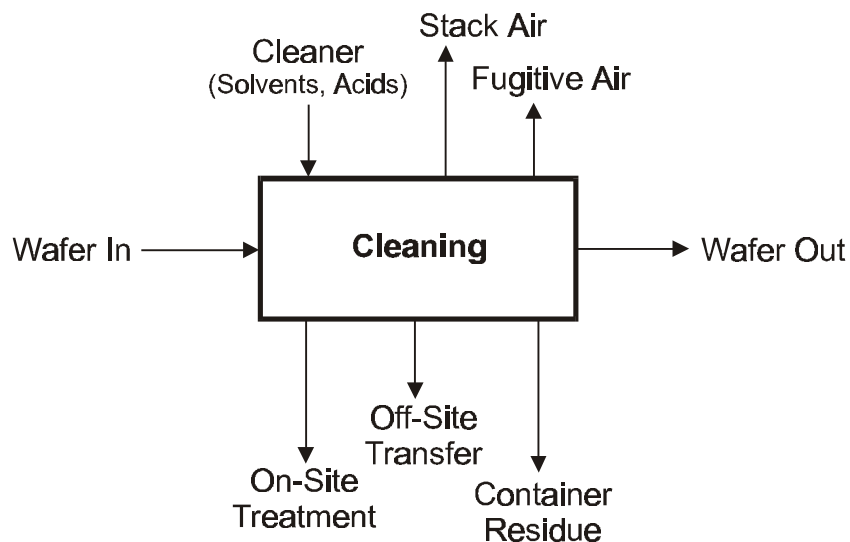 Stack Air
Cleaner
(Solvents, Acids)
Fugitive Air
Wafer In
Cleaning
Wafer Out
Off-Site
Transfer
On-Site
Treatment
Container
Residue